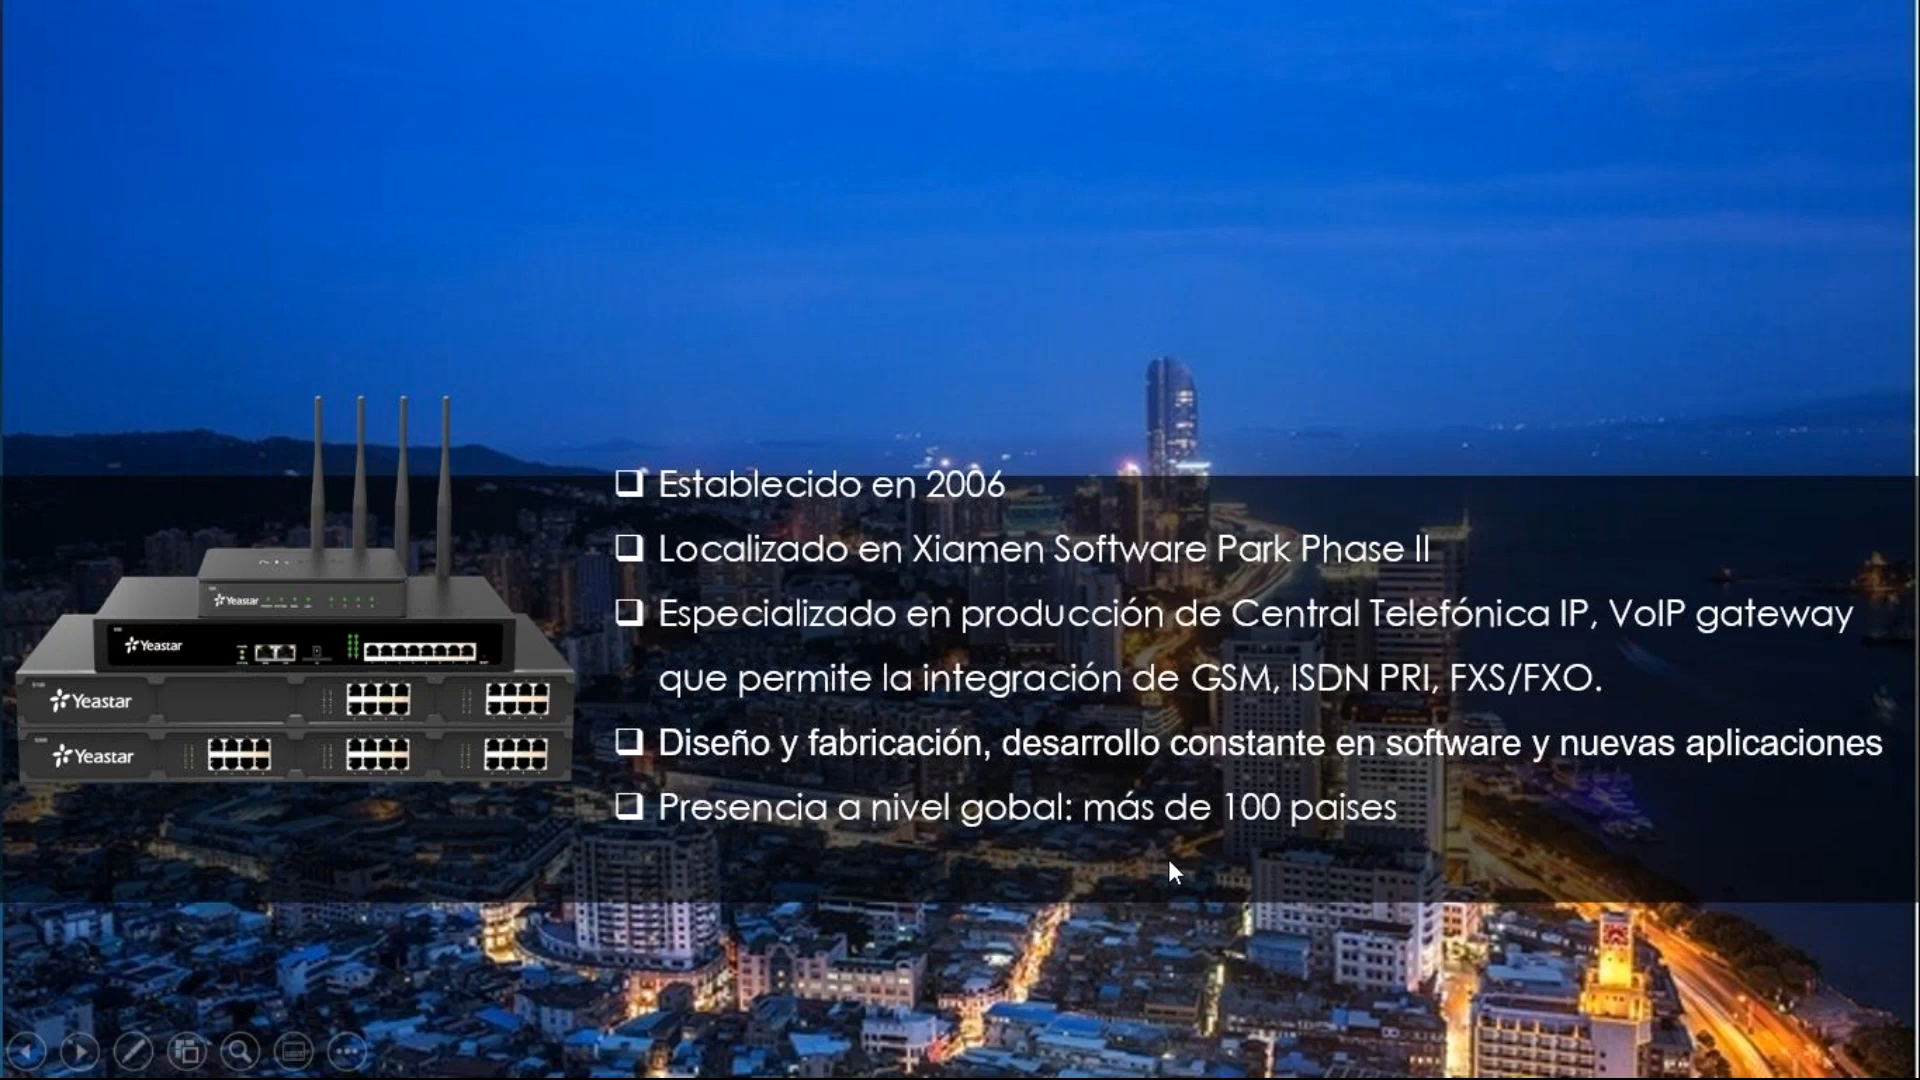 Establecido en 2006
Localizado en Xiamen Software Park Phase II
Especializado en producción de Central Telefónica IP, VoIP gateway
que permite la integración de GSM, ISDN PRI, FXS/FXO.
Diseño y fabricación, desarrollo constante en software y nuevas aplicaciones
Presencia a nivel gobal: más de 100 paises
Yeastar
Yeastar
Yeastar
Yeastar